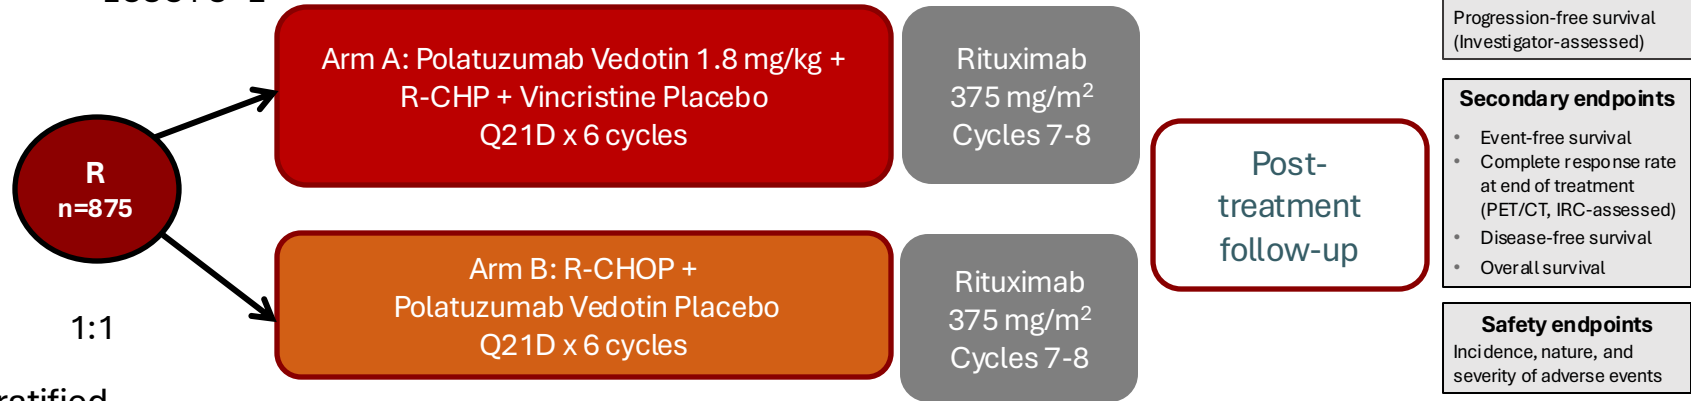 Arm A: Polatuzumab Vedotin 1.8 mg/kg +
R-CHP + Vincristine Placebo
Q21D x 6 cycles
Rituximab
375 mg/m²
Cycles 7-8
Progression-free survival
(Investigator-assessed)
R
n=875
Post-
treatment
follow-up
Secondary endpoints
• Event-free survival
• Complete response rate
at end of treatment
(PET/CT, IRC-assessed)
• Disease-free survival
• Overall survival
Arm B: R-CHOP +
Polatuzumab Vedotin Placebo
Q21D x 6 cycles
Rituximab
375 mg/m²
Cycles 7-8
1:1
Safety endpoints
Incidence, nature, and
severity of adverse events